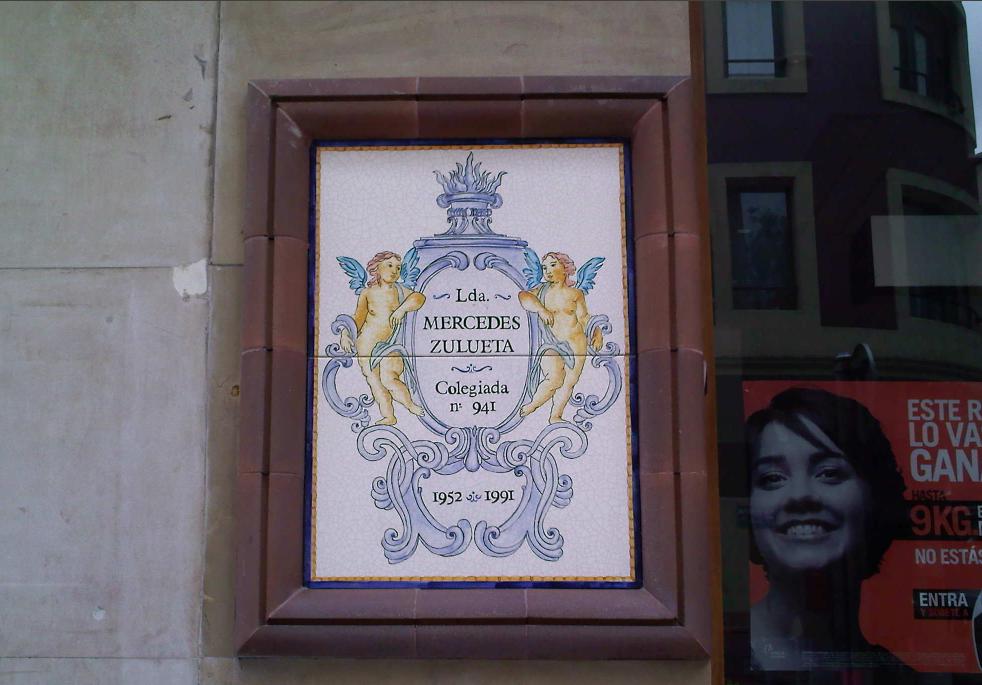 Lda.
MERCEDES
ZULUETA
Colegiada
nº 941
1952 1991
ESTE R
LO VA
GANA
HASTA
9KG
NO ESTÁS
ENTRA